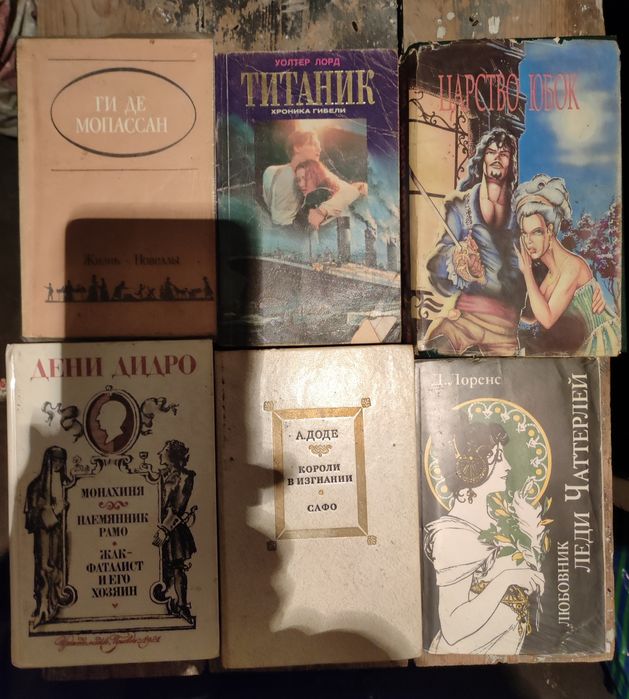 ГИ ДЕ
МОПАССАН
Жизнь · Новеллы
УОЛТЕР ЛОРД
ТИТАНИК
ХРОНИКА ГИБЕЛИ
ЦАРСТВО ЮБОК
ДЕНИ ДИДРО
МОНАХИНЯ
ПЛЕМЯННИК
РАМО
ЖАК-
ФАТАЛИСТ
И ЕГО
ХОЗЯИН
А. ДОДЕ
КОРОЛИ
В ИЗГНАНИИ
САФО
Д. Лоренс
ЛЮБОВНИК
ЛЕДИ ЧАТТЕРЛЕЙ